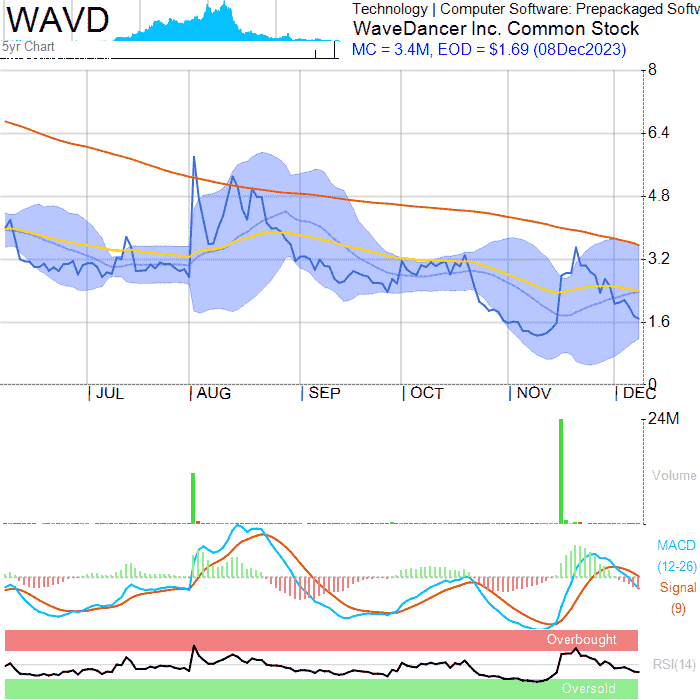 WAVD
5yr Chart
Technology | Computer Software: Prepackaged Softw
WaveDancer Inc. Common Stock
MC = 3.4M, EOD = $1.69 (08Dec2023)
8
6.4
4.8
3.2
1.6
0
JUL AUG SEP OCT NOV DEC
24M
Volume
MACD
(12-26)
Signal
(9)
Overbought
RSI(14)
Oversold